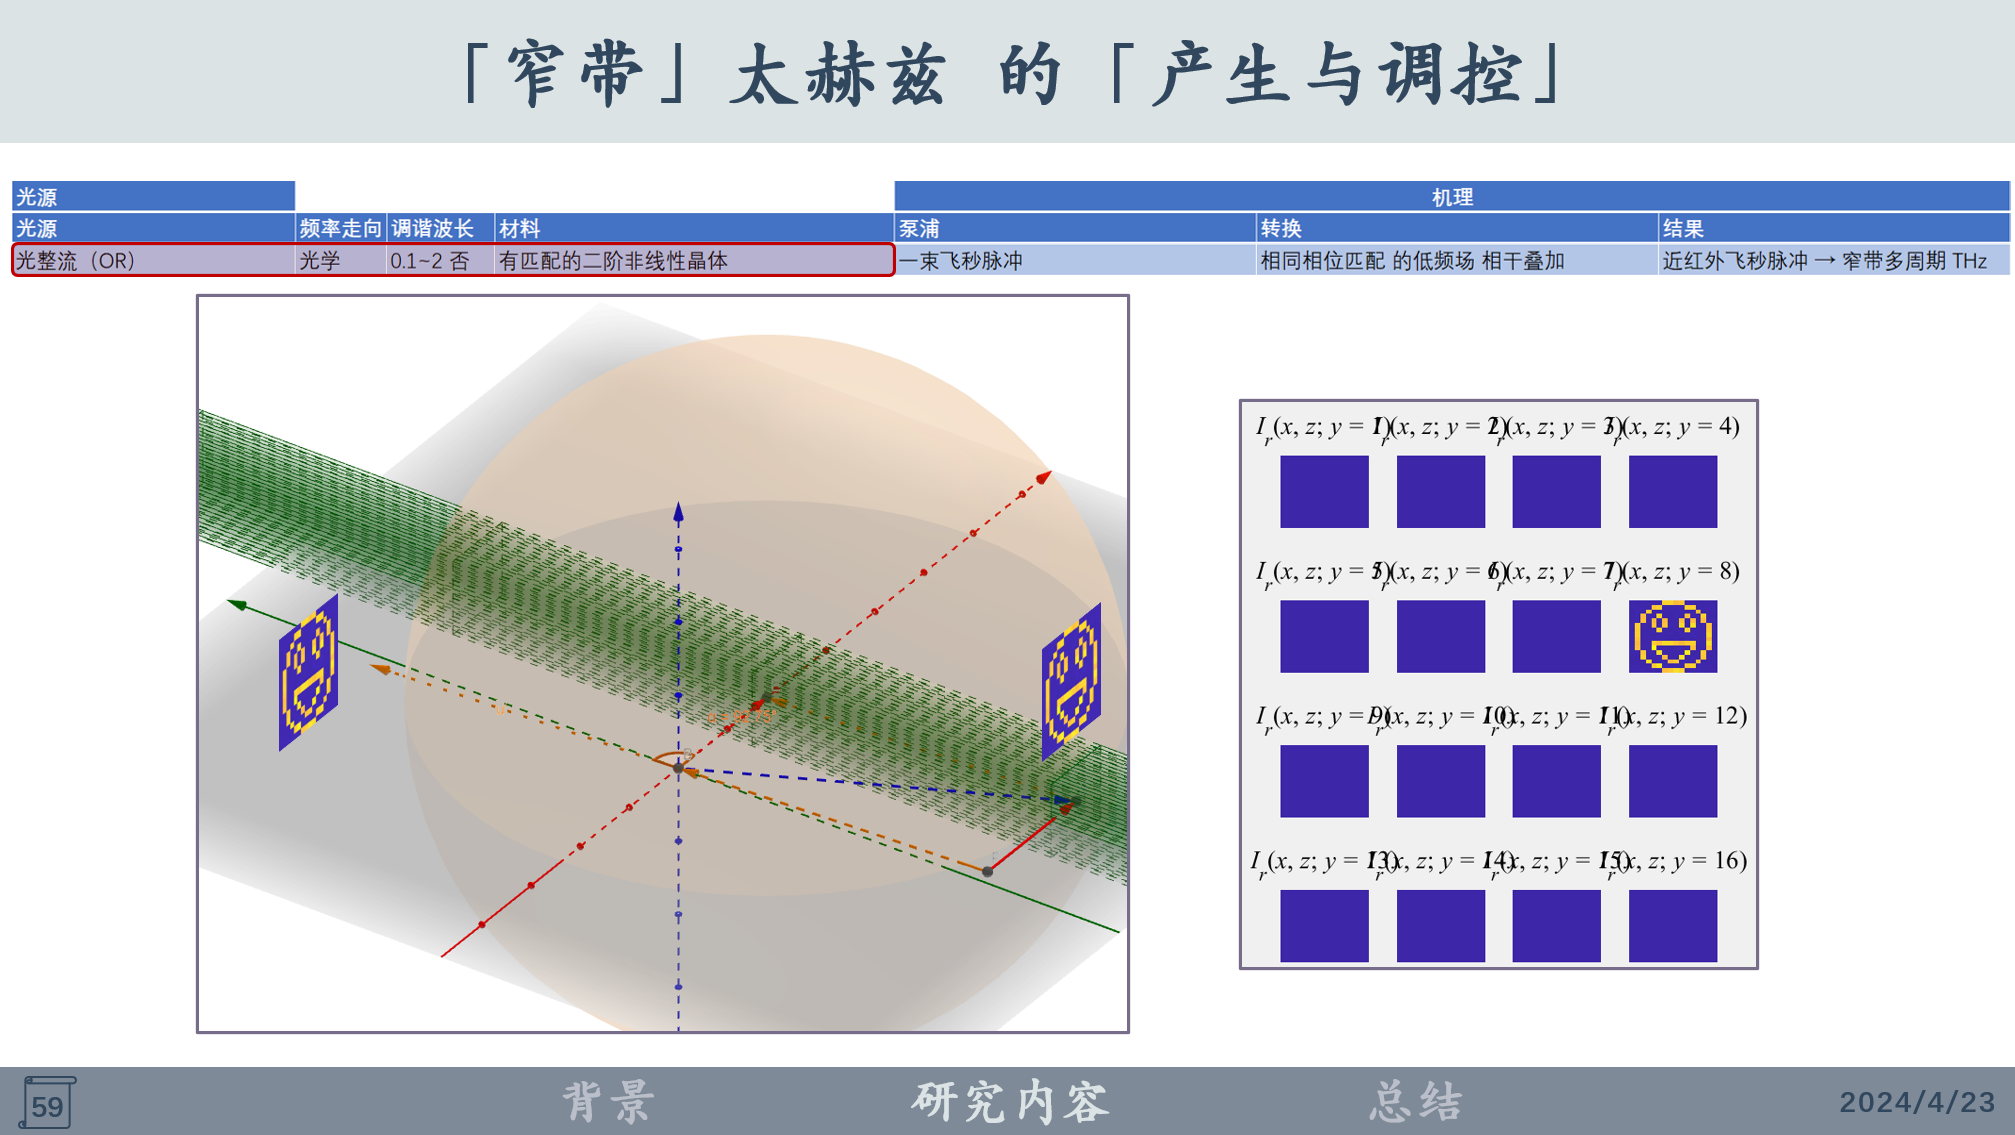 「窄带」太赫兹 的「产生与调控」
光源 机理
光源 频率走向 调谐波长 材料 泵浦 转换 结果
光整流（OR） 光学 0.1~2 否 有匹配的二阶非线性晶体 一束飞秒脉冲 相同相位匹配 的低频场 相干叠加 近红外飞秒脉冲 → 窄带多周期 THz
I_r(x, z; y = 1) I_r(x, z; y = 2) I_r(x, z; y = 3) I_r(x, z; y = 4)
I_r(x, z; y = 5) I_r(x, z; y = 6) I_r(x, z; y = 7) I_r(x, z; y = 8)
I_r(x, z; y = 9) I_r(x, z; y = 10) I_r(x, z; y = 11) I_r(x, z; y = 12)
I_r(x, z; y = 13) I_r(x, z; y = 14) I_r(x, z; y = 15) I_r(x, z; y = 16)
59 背景 研究内容 总结 2024/4/23